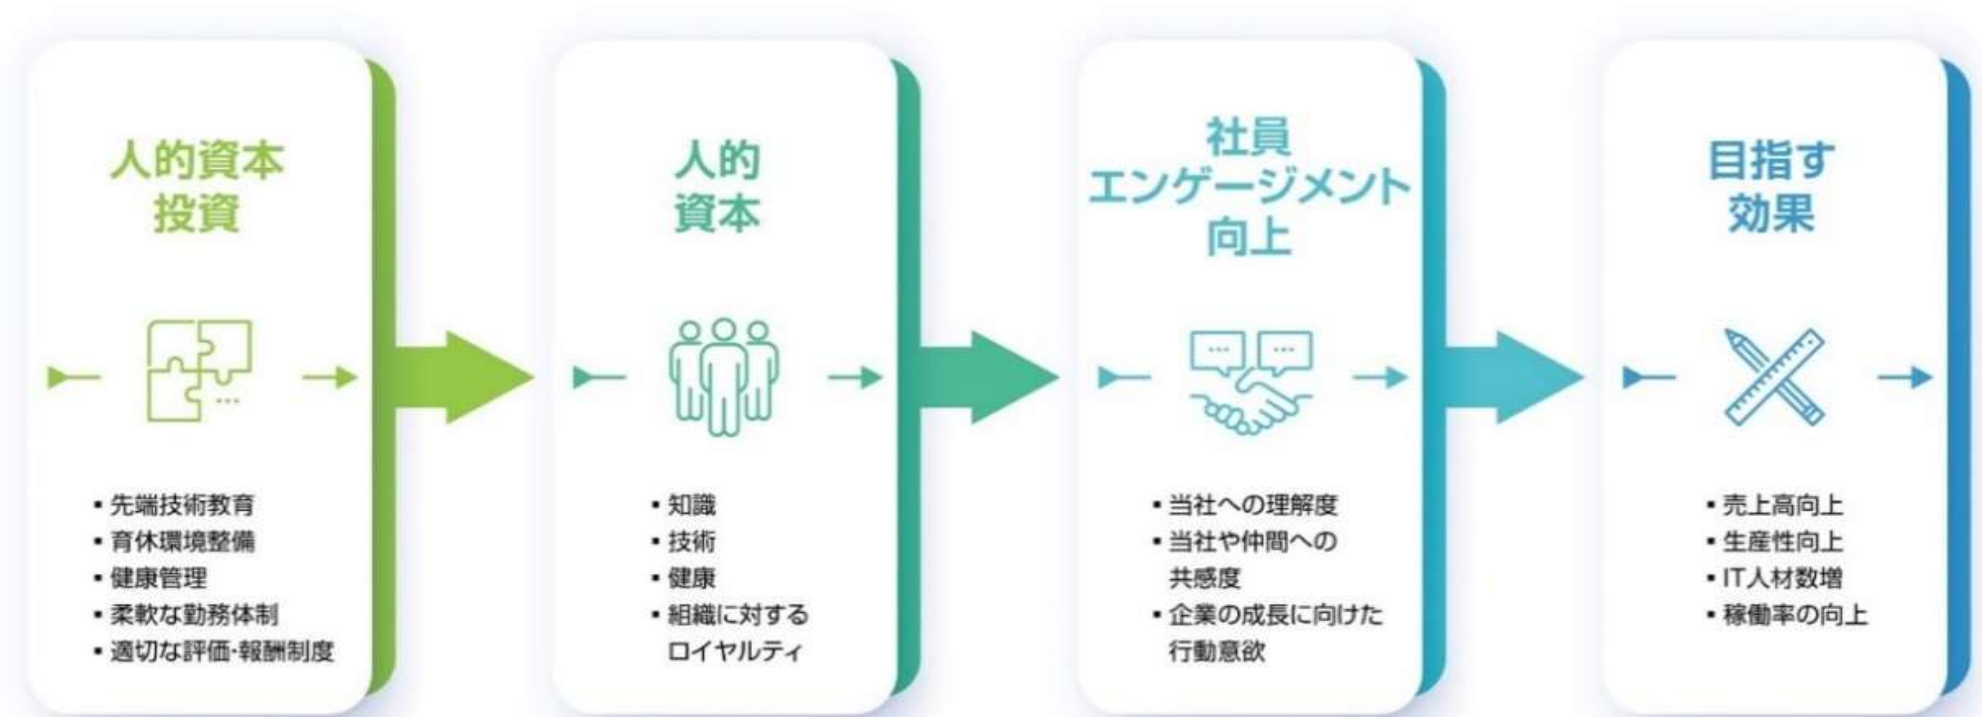 人的資本
投資
▪ 先端技術教育
▪ 育休環境整備
▪ 健康管理
▪ 柔軟な勤務体制
▪ 適切な評価・報酬制度
人的
資本
▪ 知識
▪ 技術
▪ 健康
▪ 組織に対する
ロイヤルティ
社員
エンゲージメント
向上
▪ 当社への理解度
▪ 当社や仲間への
共感度
▪ 企業の成長に向けた
行動意欲
目指す
効果
▪ 売上高向上
▪ 生産性向上
▪ IT人材数増
▪ 稼働率の向上